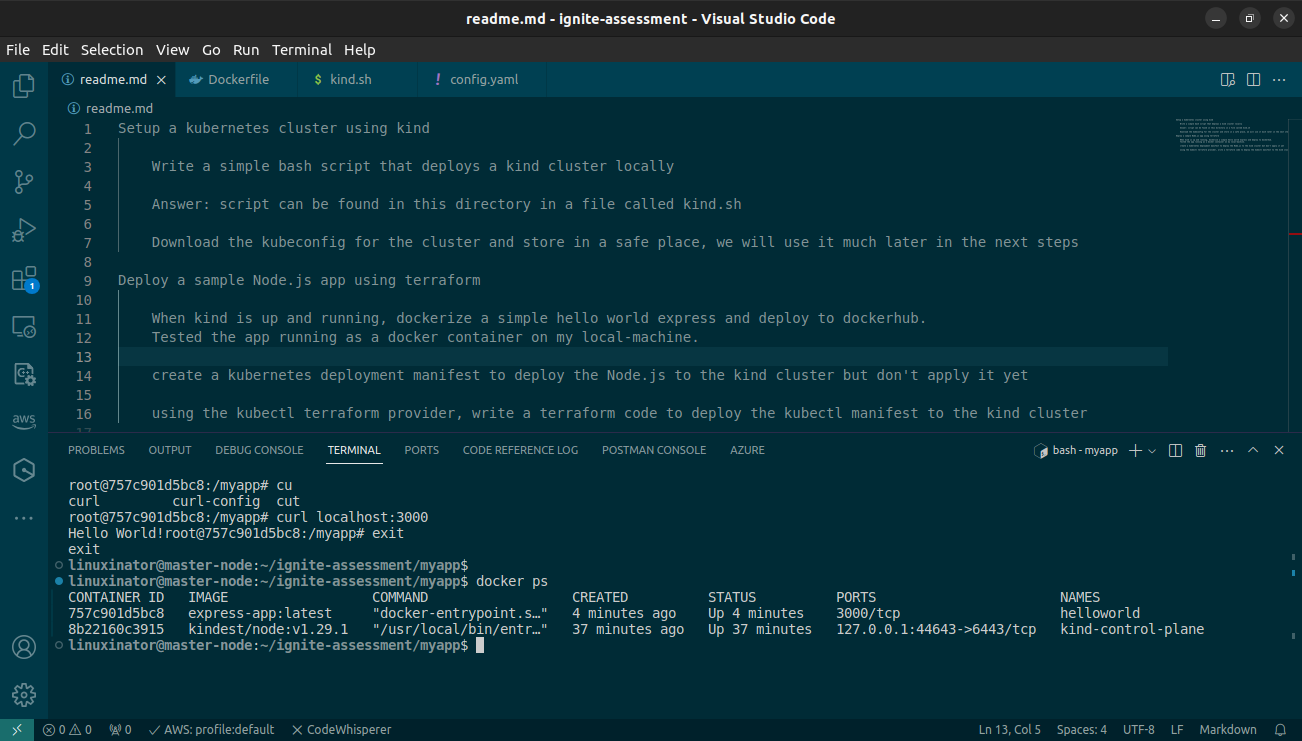 readme.md - ignite-assessment - Visual Studio Code
File Edit Selection View Go Run Terminal Help
readme.md Dockerfile kind.sh config.yaml
readme.md
1 Setup a kubernetes cluster using kind
2
3 Write a simple bash script that deploys a kind cluster locally
4
5 Answer: script can be found in this directory in a file called kind.sh
6
7 Download the kubeconfig for the cluster and store in a safe place, we will use it much later in the next steps
8
9 Deploy a sample Node.js app using terraform
10
11 When kind is up and running, dockerize a simple hello world express and deploy to dockerhub.
12 Tested the app running as a docker container on my local-machine.
13
14 create a kubernetes deployment manifest to deploy the Node.js to the kind cluster but don't apply it yet
15
16 using the kubectl terraform provider, write a terraform code to deploy the kubectl manifest to the kind cluster
17
1
aws
PROBLEMS OUTPUT DEBUG CONSOLE TERMINAL PORTS CODE REFERENCE LOG POSTMAN CONSOLE AZURE bash - myapp
root@757c901d5bc8:/myapp# cu
curl curl-config cut
root@757c901d5bc8:/myapp# curl localhost:3000
Hello World!root@757c901d5bc8:/myapp# exit
exit
linuxinator@master-node:~/ignite-assessment/myapp$
linuxinator@master-node:~/ignite-assessment/myapp$ docker ps
CONTAINER ID IMAGE COMMAND CREATED STATUS PORTS NAMES
757c901d5bc8 express-app:latest "docker-entrypoint.s…" 4 minutes ago Up 4 minutes 3000/tcp helloworld
8b22160c3915 kindest/node:v1.29.1 "/usr/local/bin/entr…" 37 minutes ago Up 37 minutes 127.0.0.1:44643->6443/tcp kind-control-plane
linuxinator@master-node:~/ignite-assessment/myapp$
0 0 0 AWS: profile:default CodeWhisperer Ln 13, Col 5 Spaces: 4 UTF-8 LF Markdown